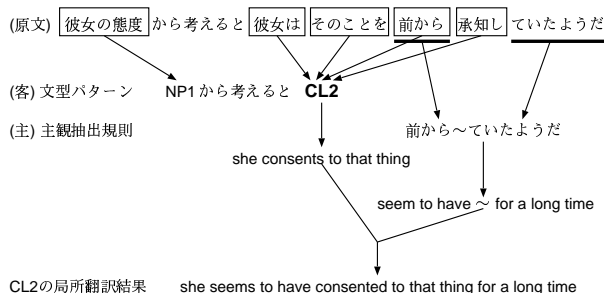 (原文) 彼女の態度 から考えると 彼女は そのことを 前から 承知し ていたようだ
(客) 文型パターン NP1から考えると CL2
(主) 主観抽出規則 前から～ていたようだ
she consents to that thing
seem to have ～ for a long time
CL2の局所翻訳結果 she seems to have consented to that thing for a long time